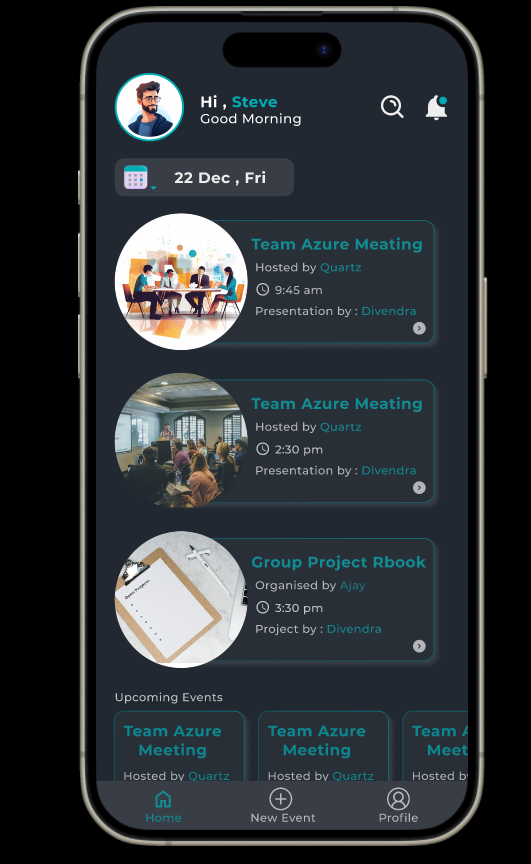 Hi , Steve
Good Morning
22 Dec , Fri
Team Azure Meating
Hosted by Quartz
9:45 am
Presentation by : Divendra
Team Azure Meating
Hosted by Quartz
2:30 pm
Presentation by : Divendra
Open Projects:
Group Project Rbook
Organised by Ajay
3:30 pm
Project by : Divendra
Upcoming Events
Team Azure
Meeting
Hosted by Quartz
Team Azure
Meeting
Hosted by Quartz
Team A
Meet
Hosted b
Home
New Event
Profile